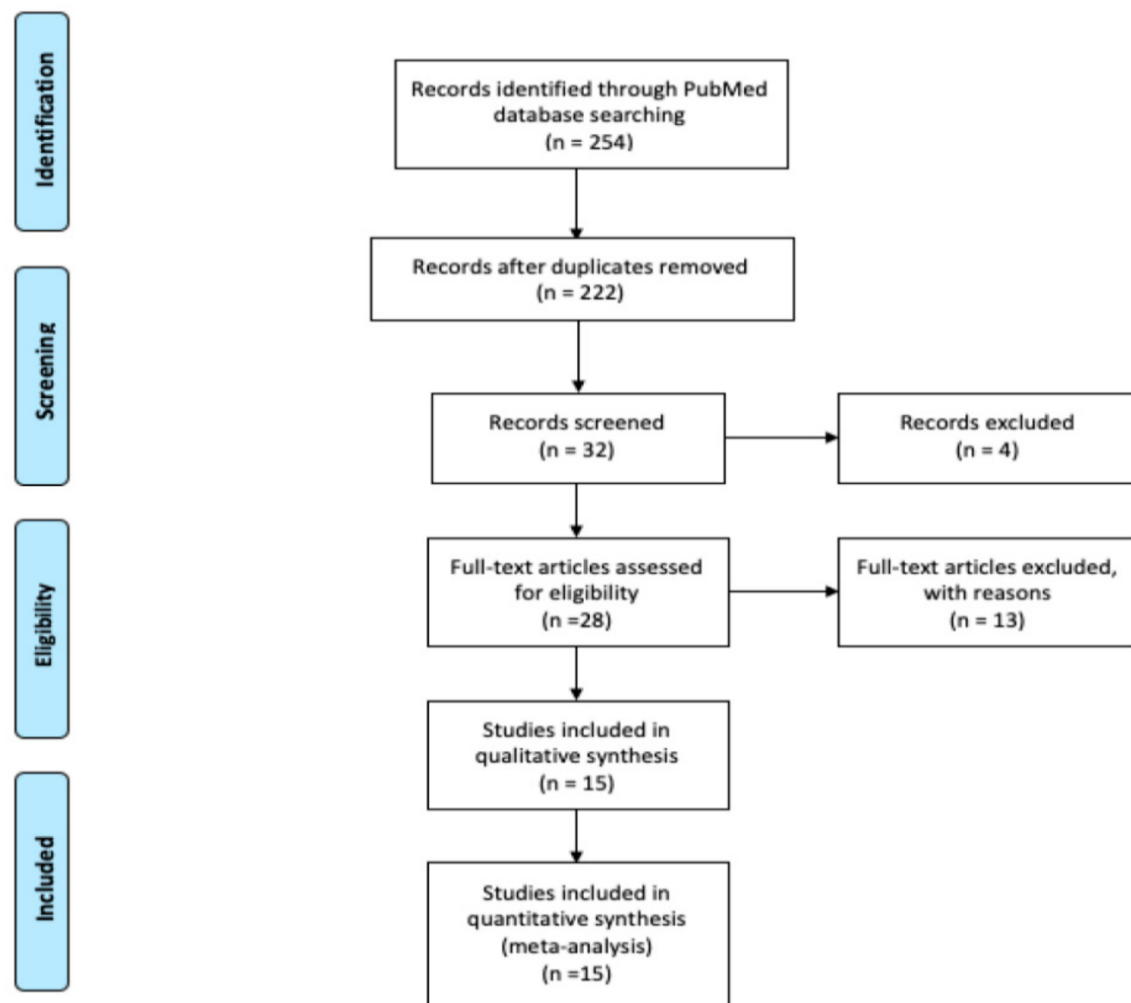 Identification
Records identified through PubMed
database searching
(n = 254)
Records after duplicates removed
(n = 222)
Screening
Records screened
(n = 32)
Records excluded
(n = 4)
Eligibility
Full-text articles assessed
for eligibility
(n =28)
Full-text articles excluded,
with reasons
(n = 13)
Studies included in
qualitative synthesis
(n = 15)
Included
Studies included in
quantitative synthesis
(meta-analysis)
(n =15)